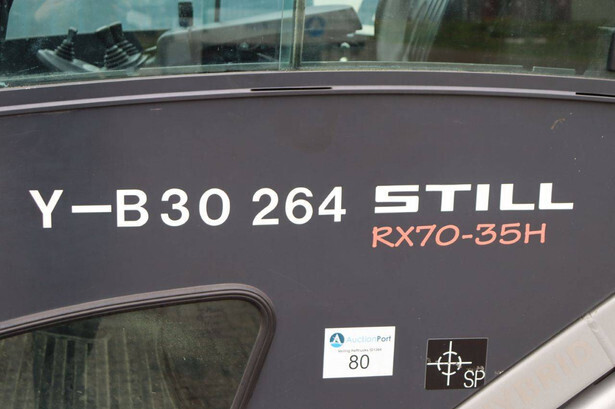 Y-B30 264 STILL
RX70-35H
AuctionPort
80
SP